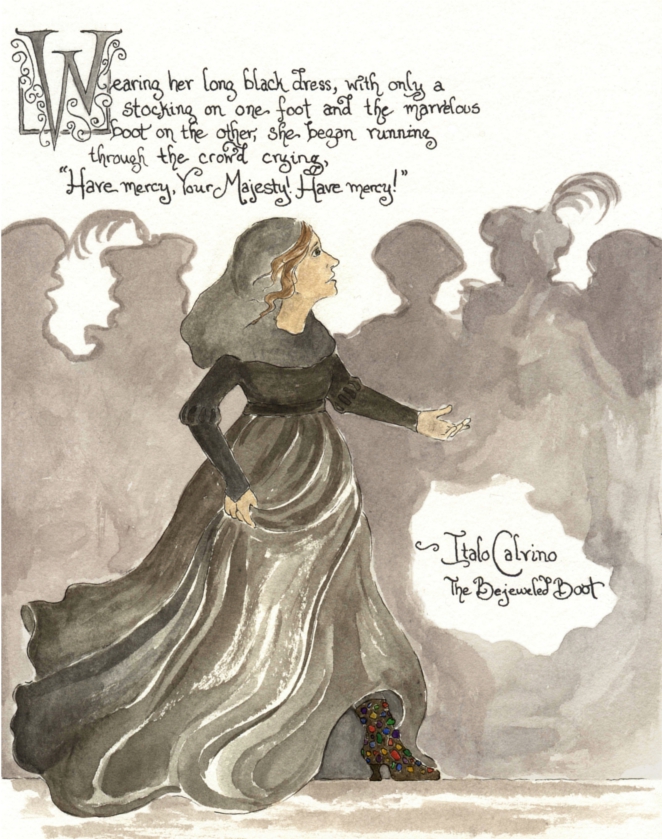 Wearing her long black dress, with only a
stocking on one foot and the marvelous
boot on the other, she began running
through the crowd crying,
"Have mercy, Your Majesty! Have mercy!"
~ Italo Calvino
The Bejeweled Boot